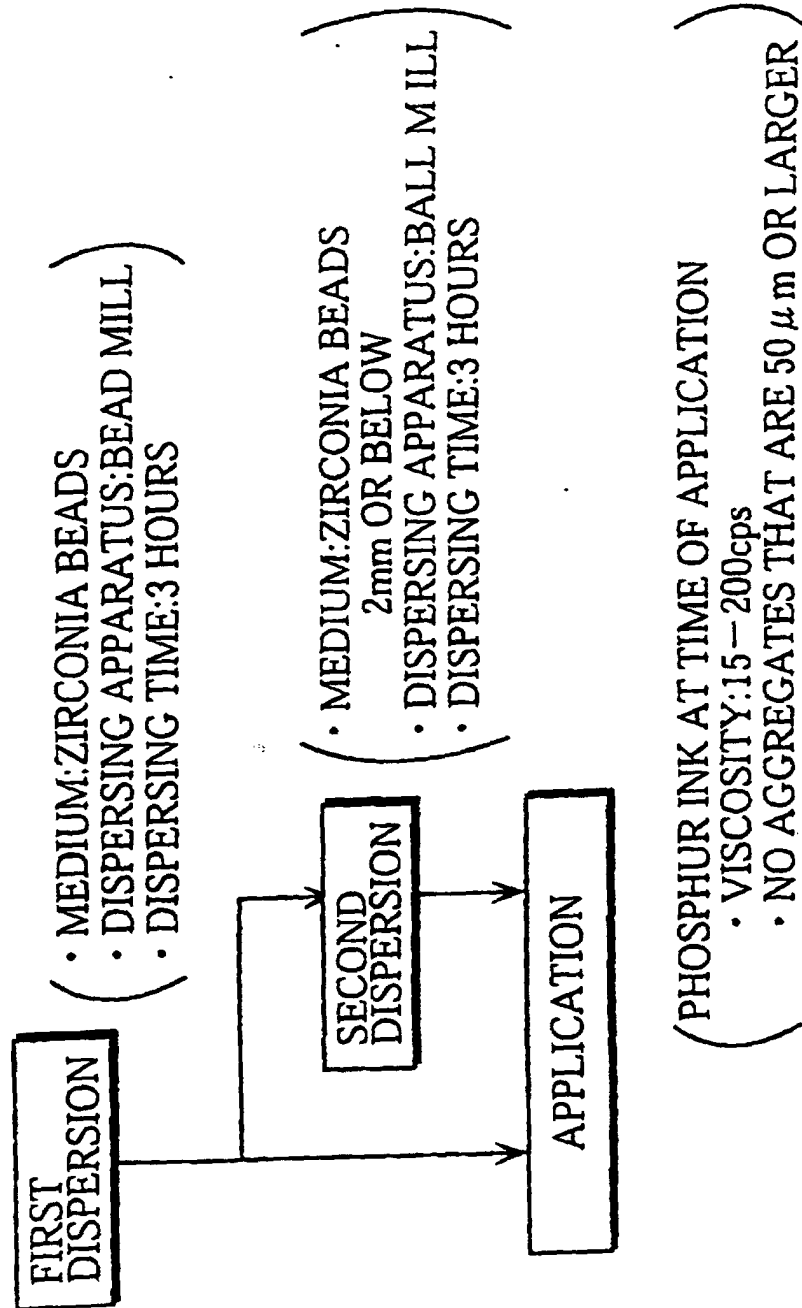 FIRST
DISPERSION
· MEDIUM:ZIRCONIA BEADS
· DISPERSING APPARATUS:BEAD MILL
· DISPERSING TIME:3 HOURS
SECOND
DISPERSION
· MEDIUM:ZIRCONIA BEADS
2mm OR BELOW
· DISPERSING APPARATUS:BALL M ILL
· DISPERSING TIME:3 HOURS
APPLICATION
PHOSPHUR INK AT TIME OF APPLICATION
· VISCOSITY:15－200cps
· NO AGGREGATES THAT ARE 50μm OR LARGER